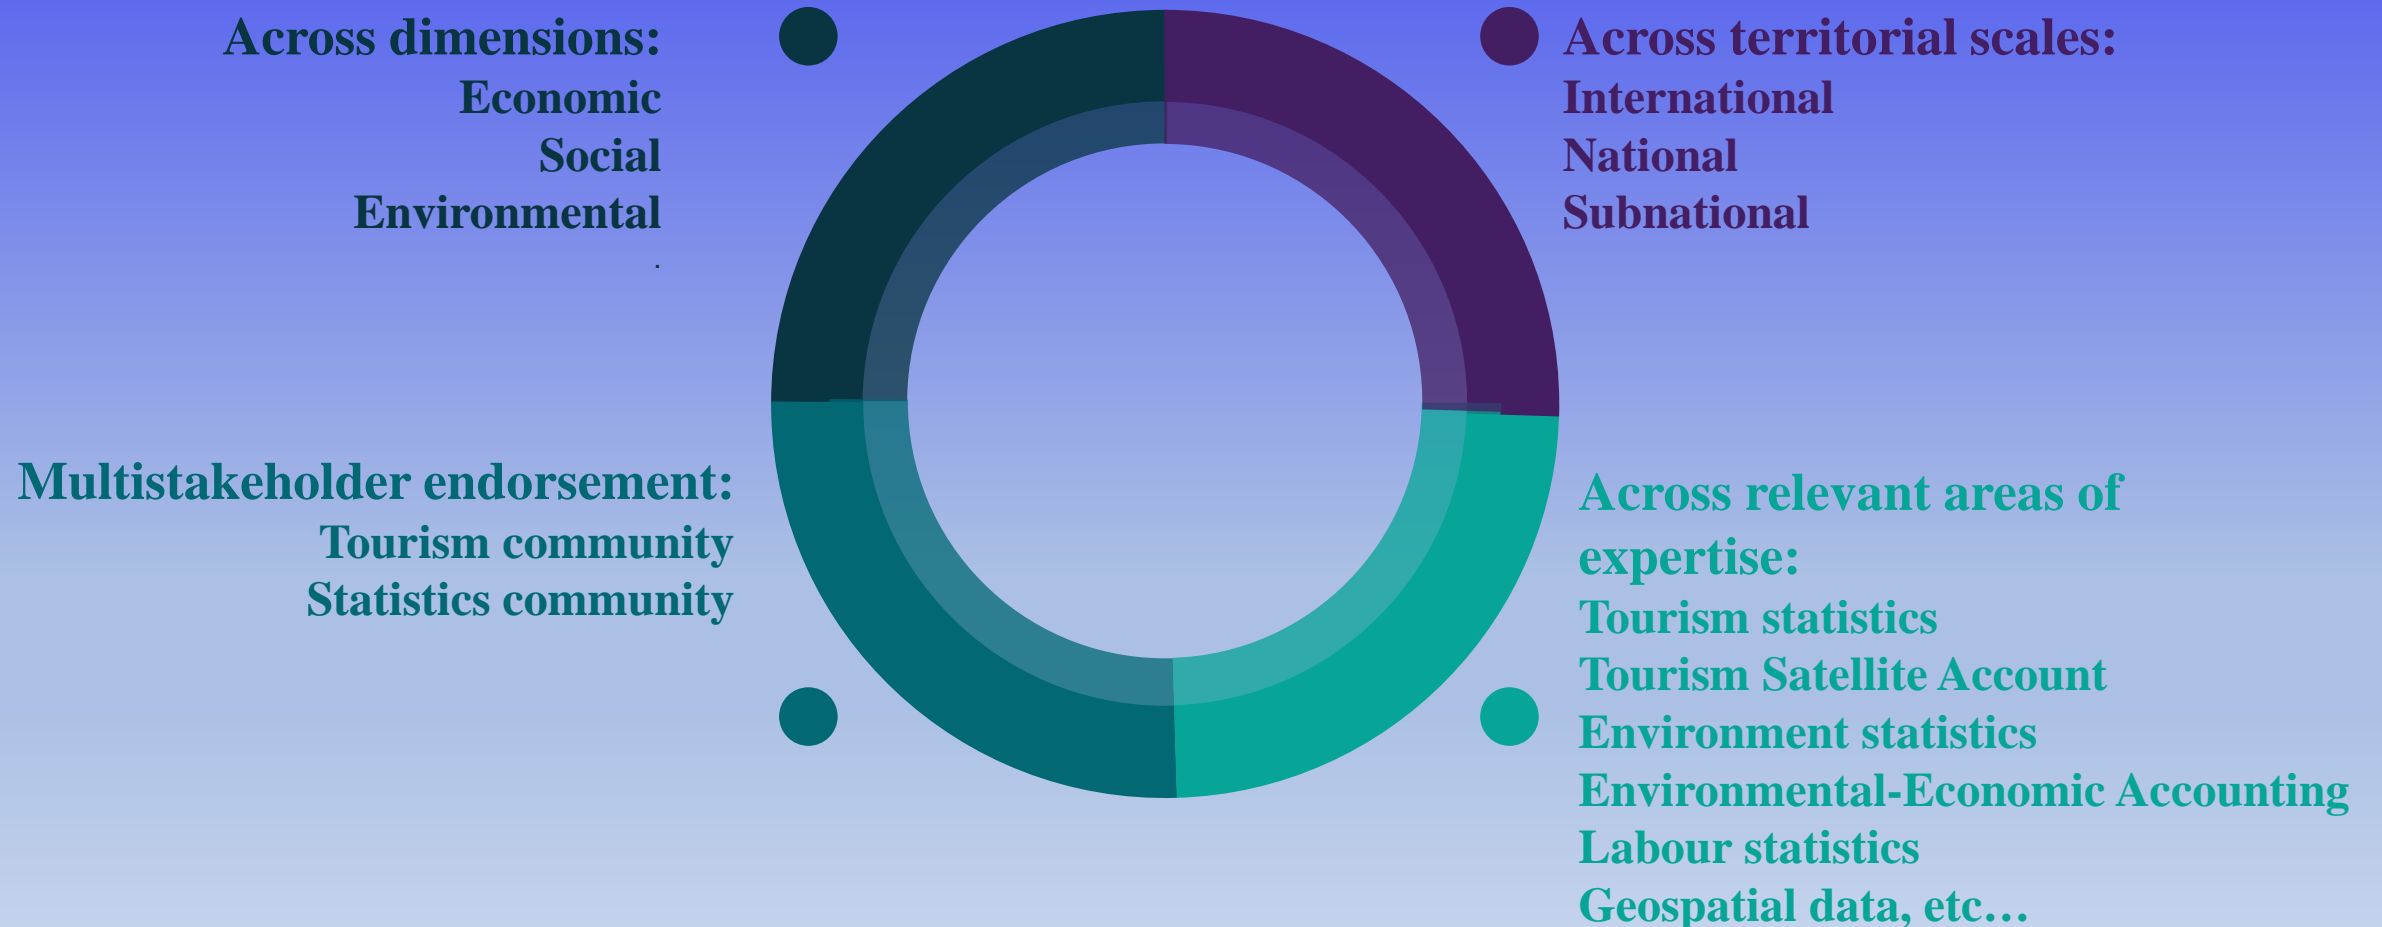 Across dimensions:
Economic
Social
Environmental
.
Across territorial scales:
International
National
Subnational
Multistakeholder endorsement:
Tourism community
Statistics community
Across relevant areas of
expertise:
Tourism statistics
Tourism Satellite Account
Environment statistics
Environmental-Economic Accounting
Labour statistics
Geospatial data, etc…